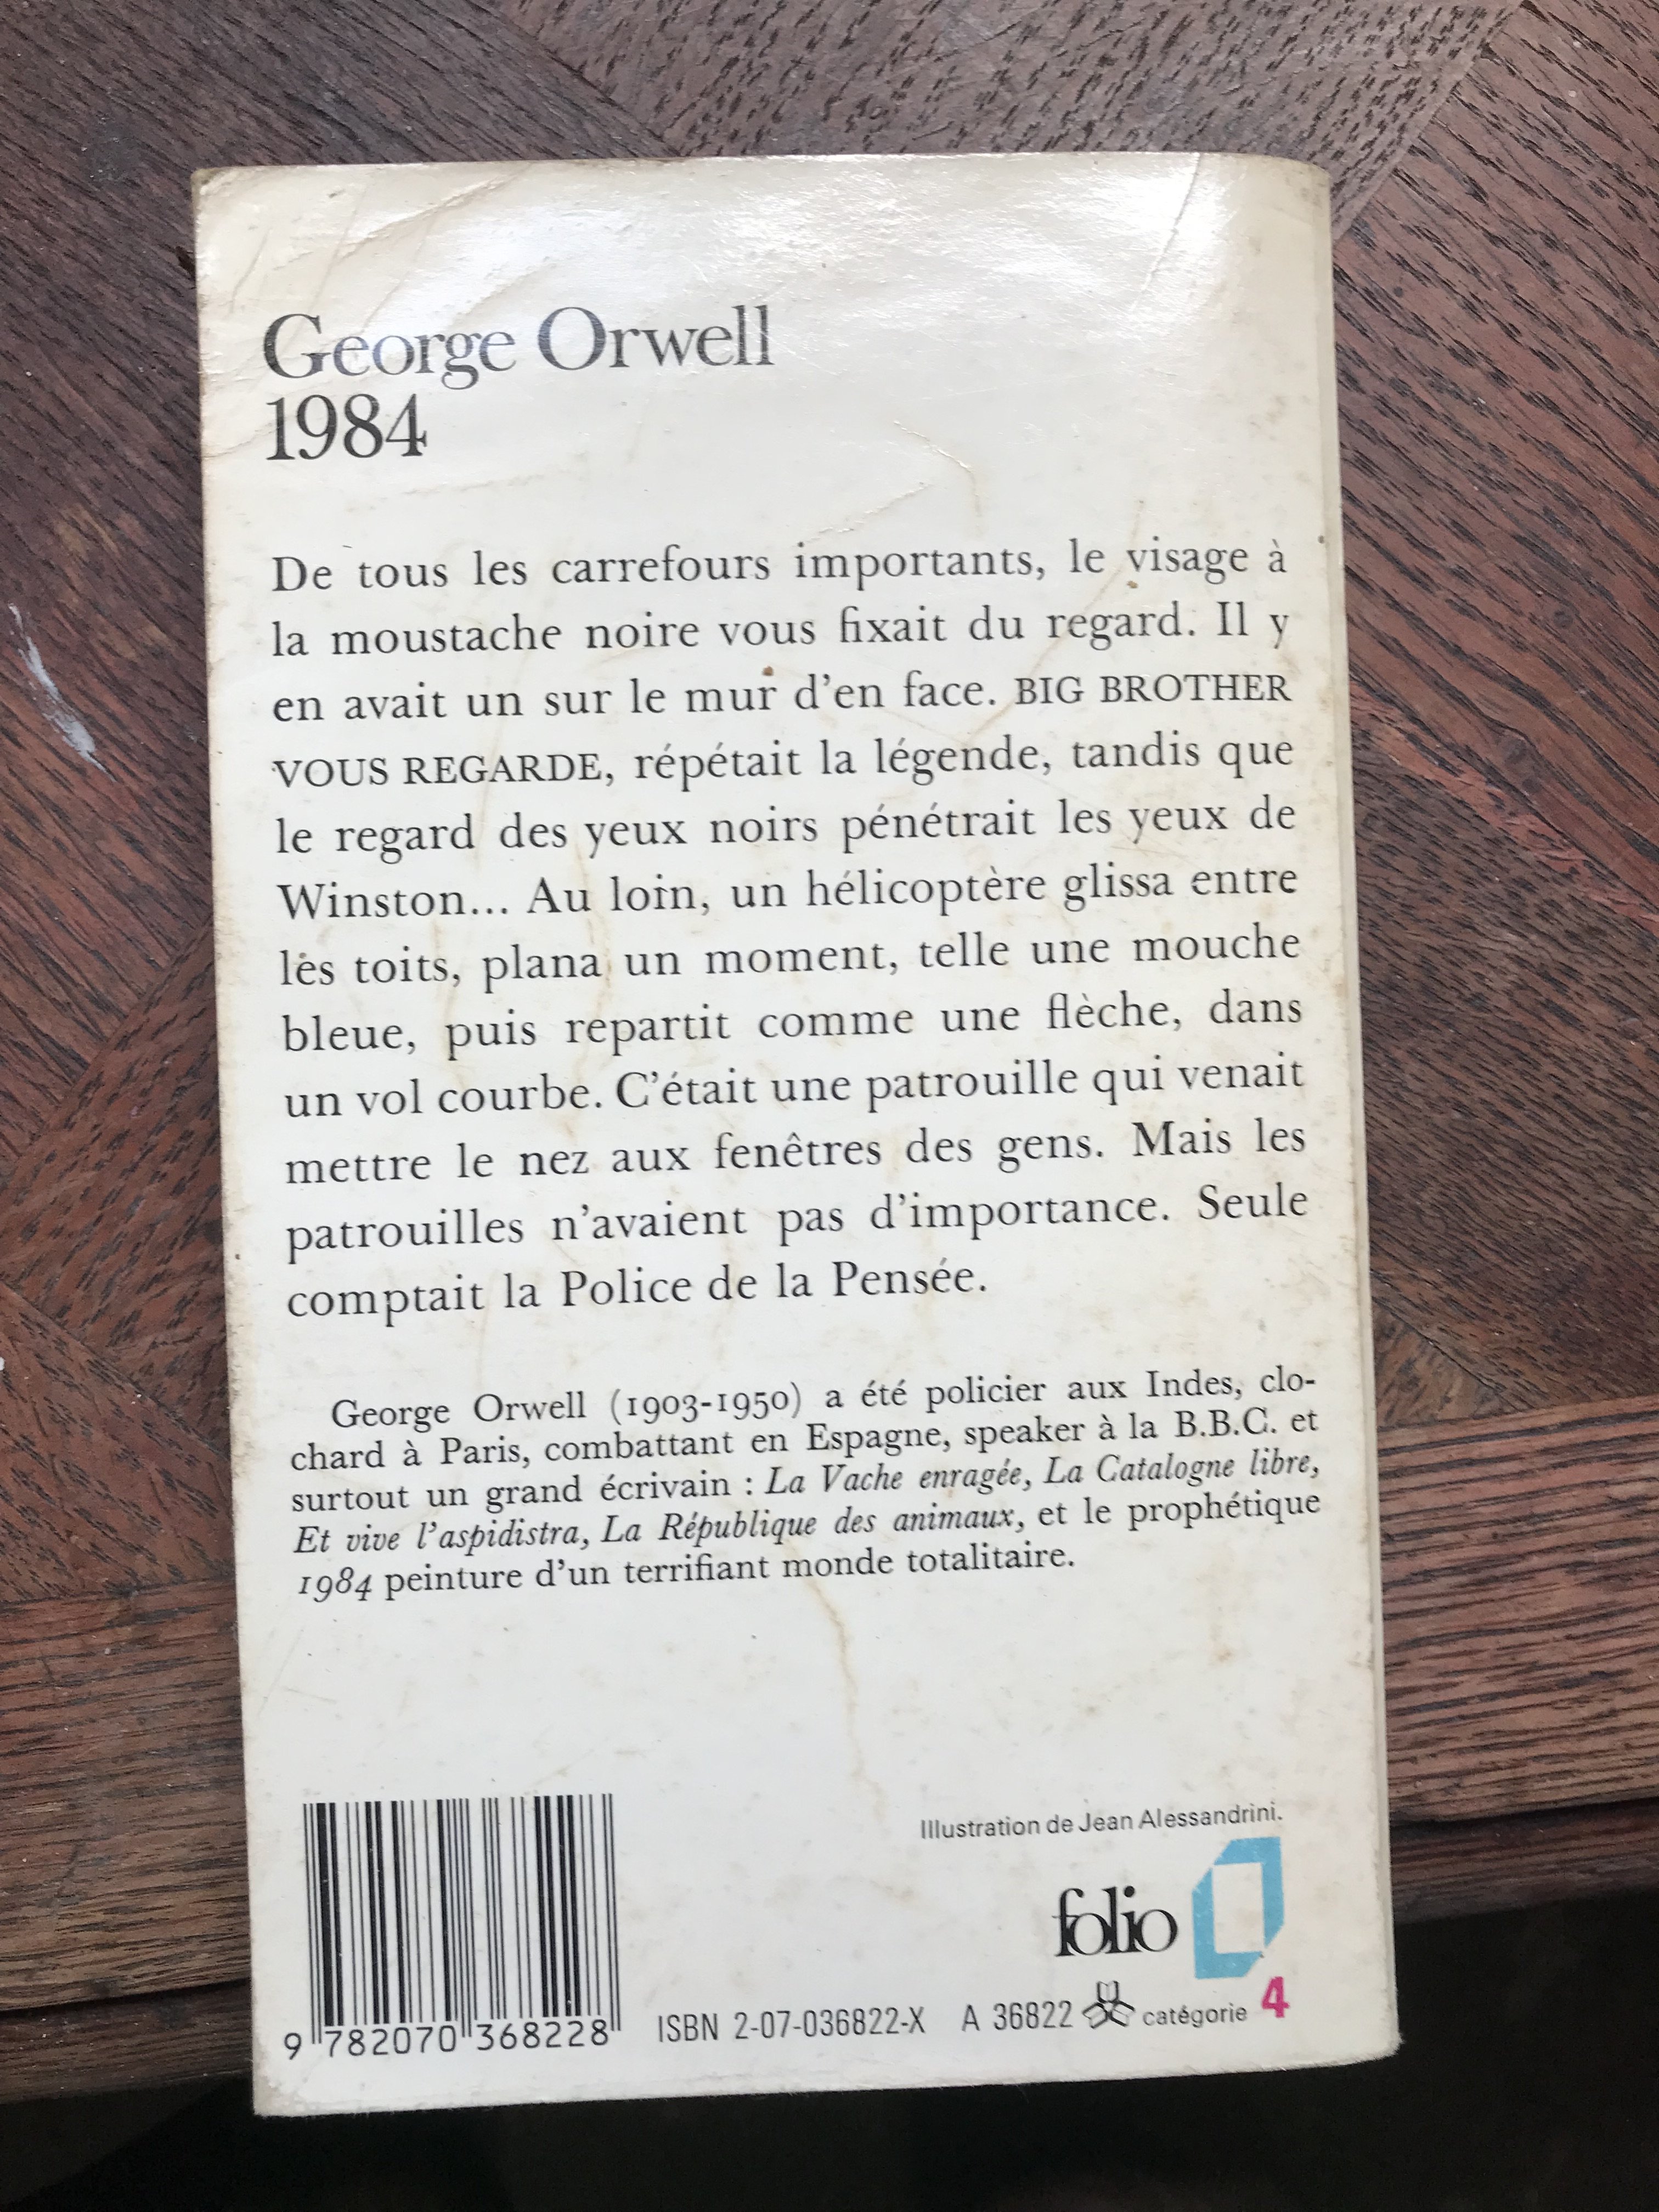 George Orwell
1984
De tous les carrefours importants, le visage à
la moustache noire vous fixait du regard. Il y
en avait un sur le mur d'en face. BIG BROTHER
VOUS REGARDE, répétait la légende, tandis que
le regard des yeux noirs pénétrait les yeux de
Winston... Au loin, un hélicoptère glissa entre
les toits, plana un moment, telle une mouche
bleue, puis repartit comme une flèche, dans
un vol courbe. C'était une patrouille qui venait
mettre le nez aux fenêtres des gens. Mais les
patrouilles n'avaient pas d'importance. Seule
comptait la Police de la Pensée.
George Orwell (1903-1950) a été policier aux Indes, clo-
chard à Paris, combattant en Espagne, speaker à la B.B.C. et
surtout un grand écrivain : La Vache enragée, La Catalogne libre,
Et vive l'aspidistra, La République des animaux, et le prophétique
1984 peinture d'un terrifiant monde totalitaire.
Illustration de Jean Alessandrini.
folio
9 782070 368228
ISBN 2-07-036822-X A 36822 catégorie 4